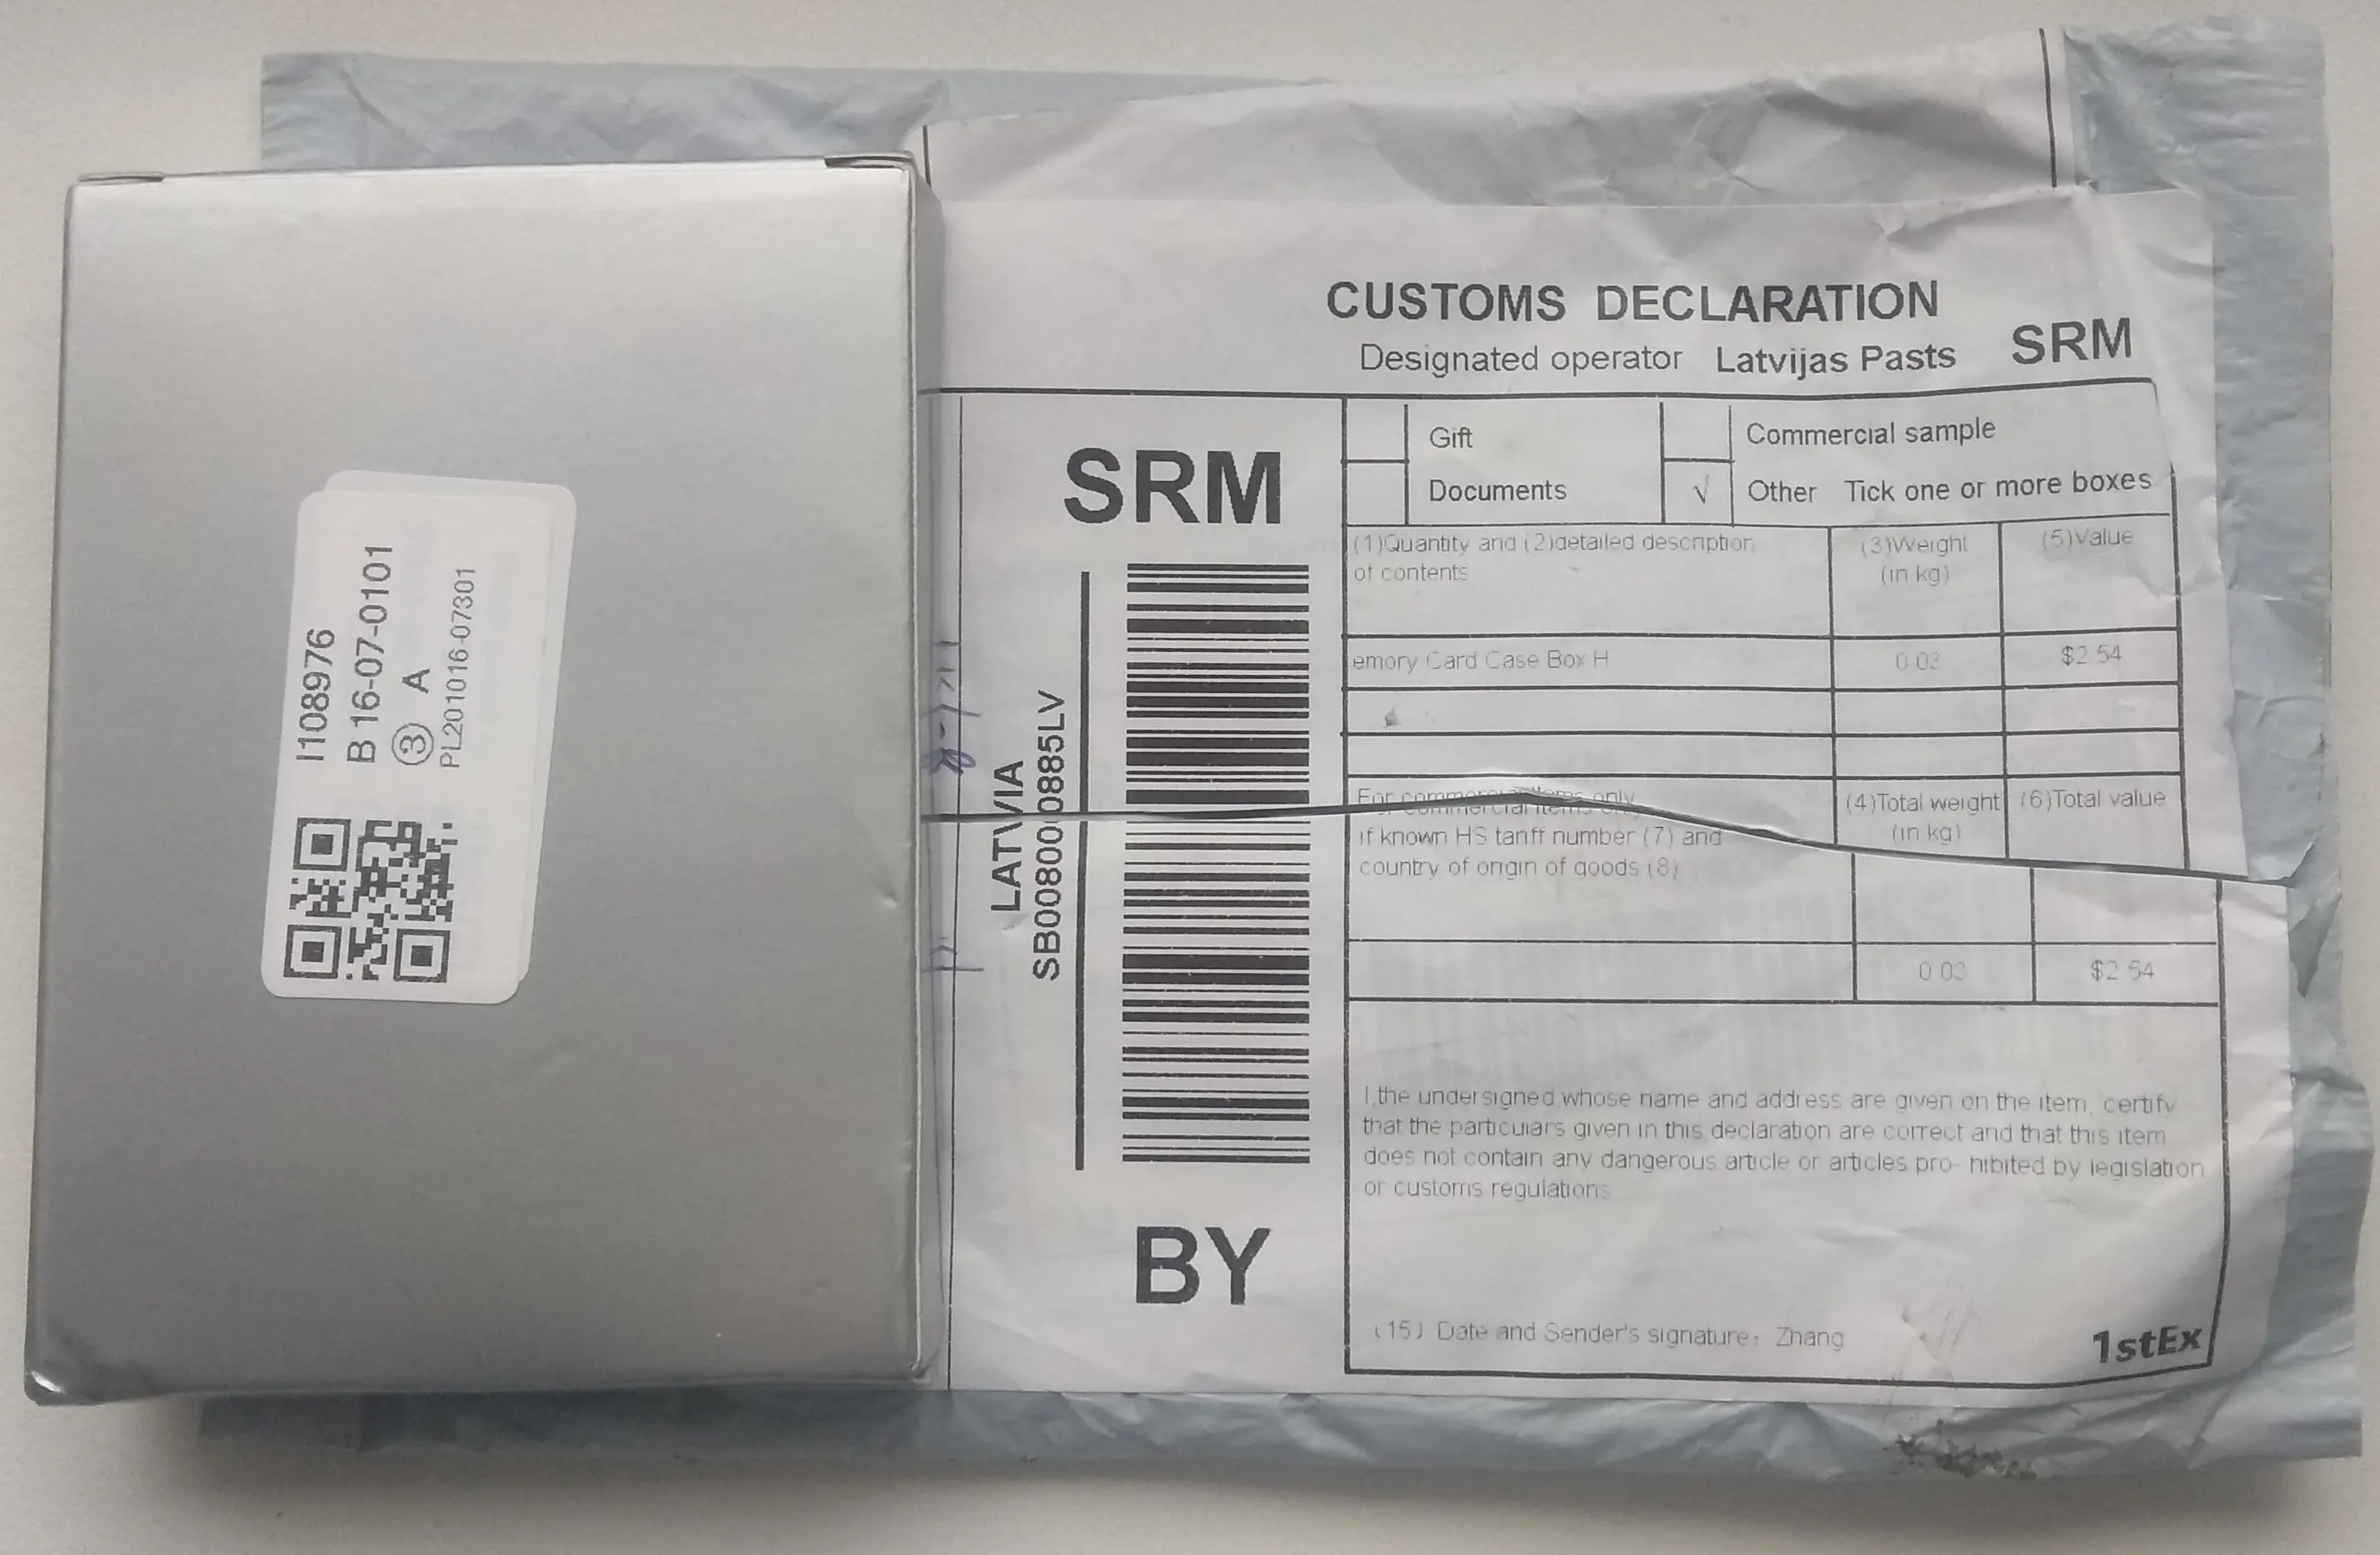 I108976
B 16-07-0101
③ A
PL201016-07301
CUSTOMS DECLARATION
Designated operator Latvijas Pasts SRM
SRM
LATVIA
BY
Gift
Commercial sample
Documents
√ Other Tick one or more boxes
(1)Quantity and (2)detailed description
of contents
(3)Weight
(in kg)
(5)Value
emory Card Case Box H
0.03
$2.54
For commercial items only
if known HS tariff number (7) and
country of origin of goods (8)
(4)Total weight
(in kg)
(6)Total value
0.03
$2.54
I,the undersigned whose name and address are given on the item, certify
that the particulars given in this declaration are correct and that this item
does not contain any dangerous article or articles pro- hibited by legislation
or customs regulations
(15) Date and Sender's signature: Zhang
1stEx